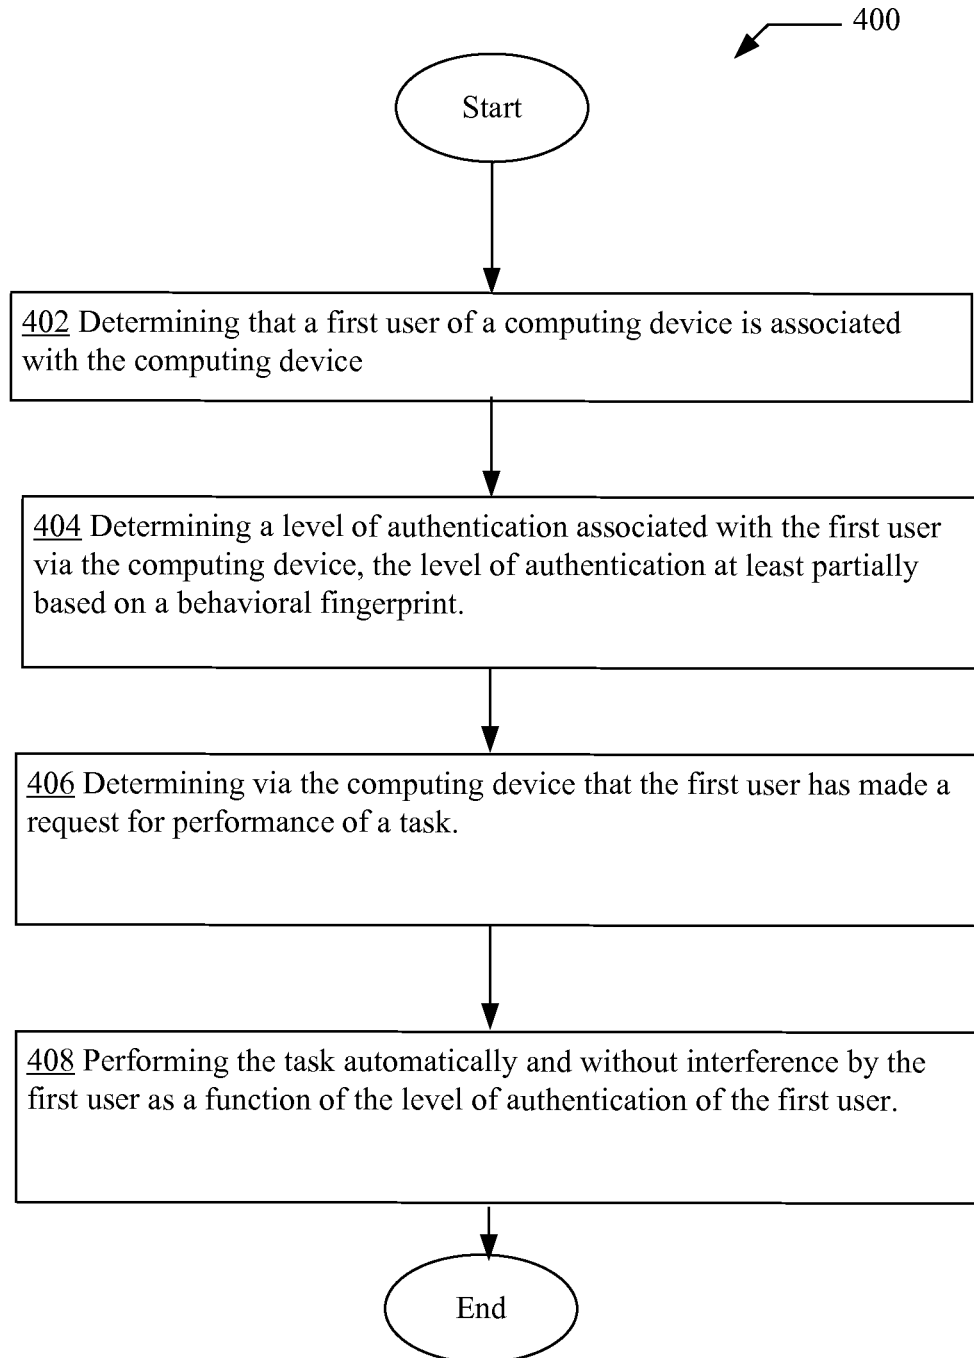 400
Start
402 Determining that a first user of a computing device is associated
with the computing device
404 Determining a level of authentication associated with the first user
via the computing device, the level of authentication at least partially
based on a behavioral fingerprint.
406 Determining via the computing device that the first user has made a
request for performance of a task.
408 Performing the task automatically and without interference by the
first user as a function of the level of authentication of the first user.
End